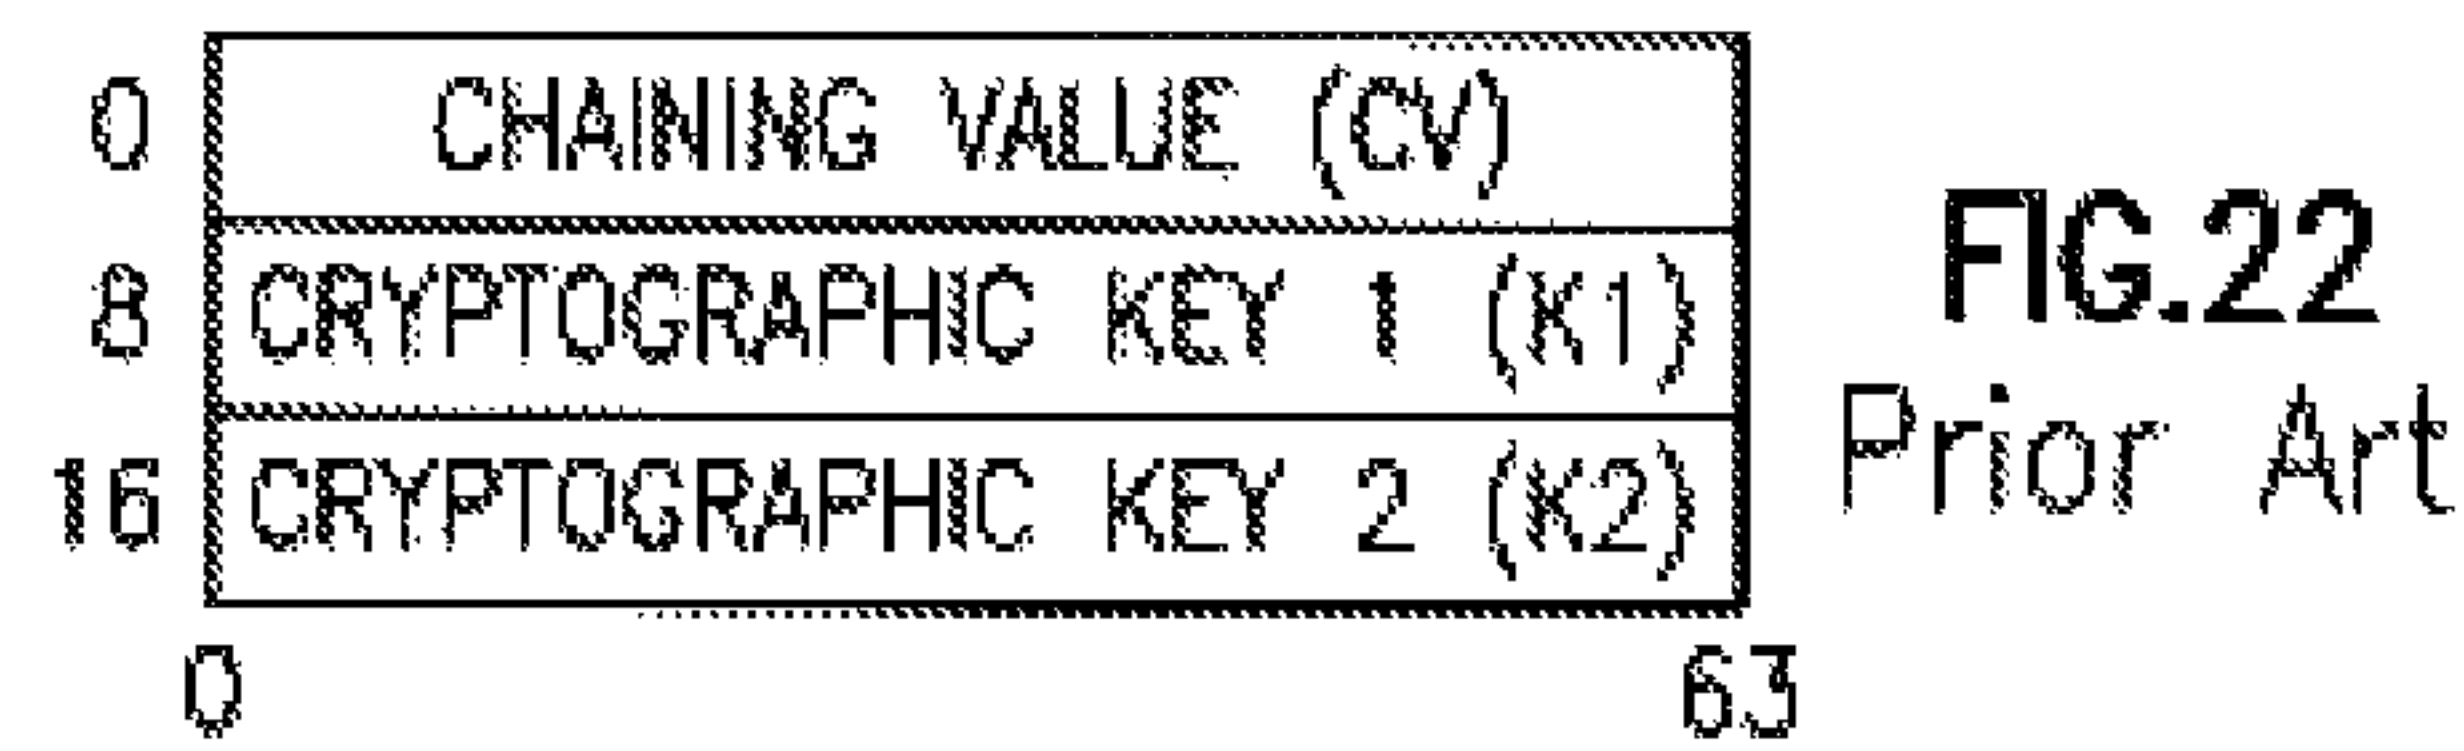 0 CHAINING VALUE (CV)
8 CRYPTOGRAPHIC KEY 1 (K1)
16 CRYPTOGRAPHIC KEY 2 (K2)
0 63
FIG.22
Prior Art